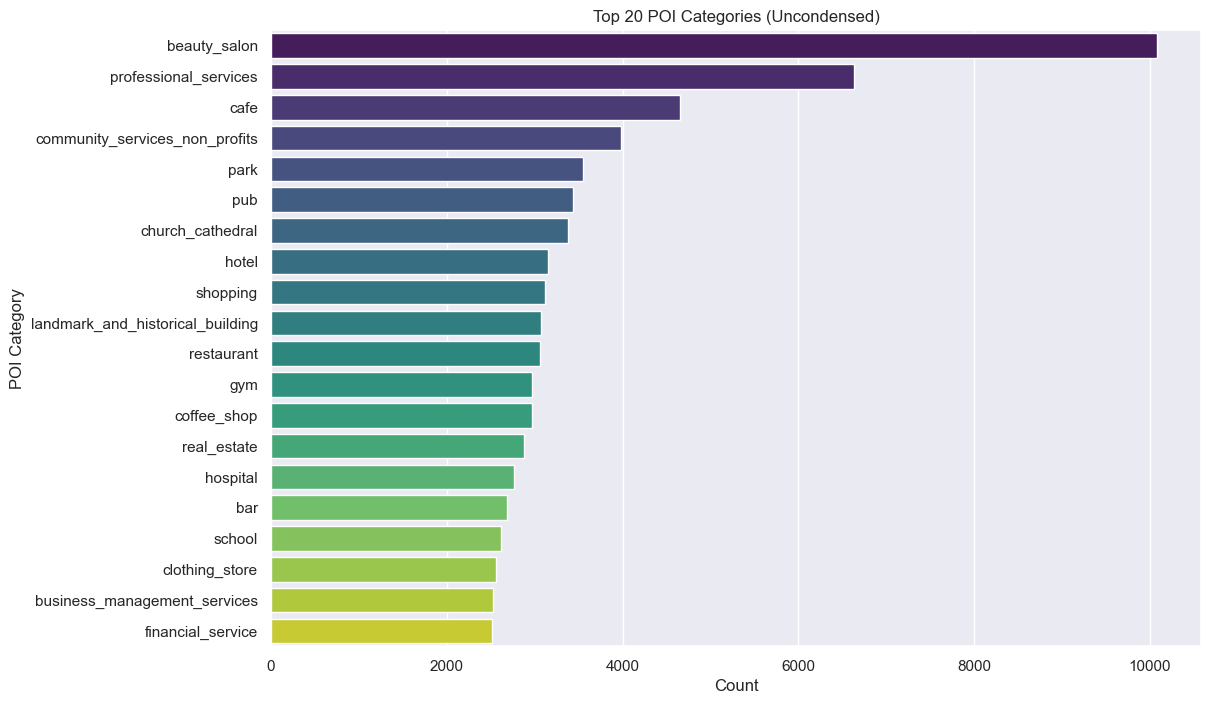 Top 20 POI Categories (Uncondensed)
POI Category
beauty_salon
professional_services
cafe
community_services_non_profits
park
pub
church_cathedral
hotel
shopping
landmark_and_historical_building
restaurant
gym
coffee_shop
real_estate
hospital
bar
school
clothing_store
business_management_services
financial_service
0 2000 4000 6000 8000 10000
Count